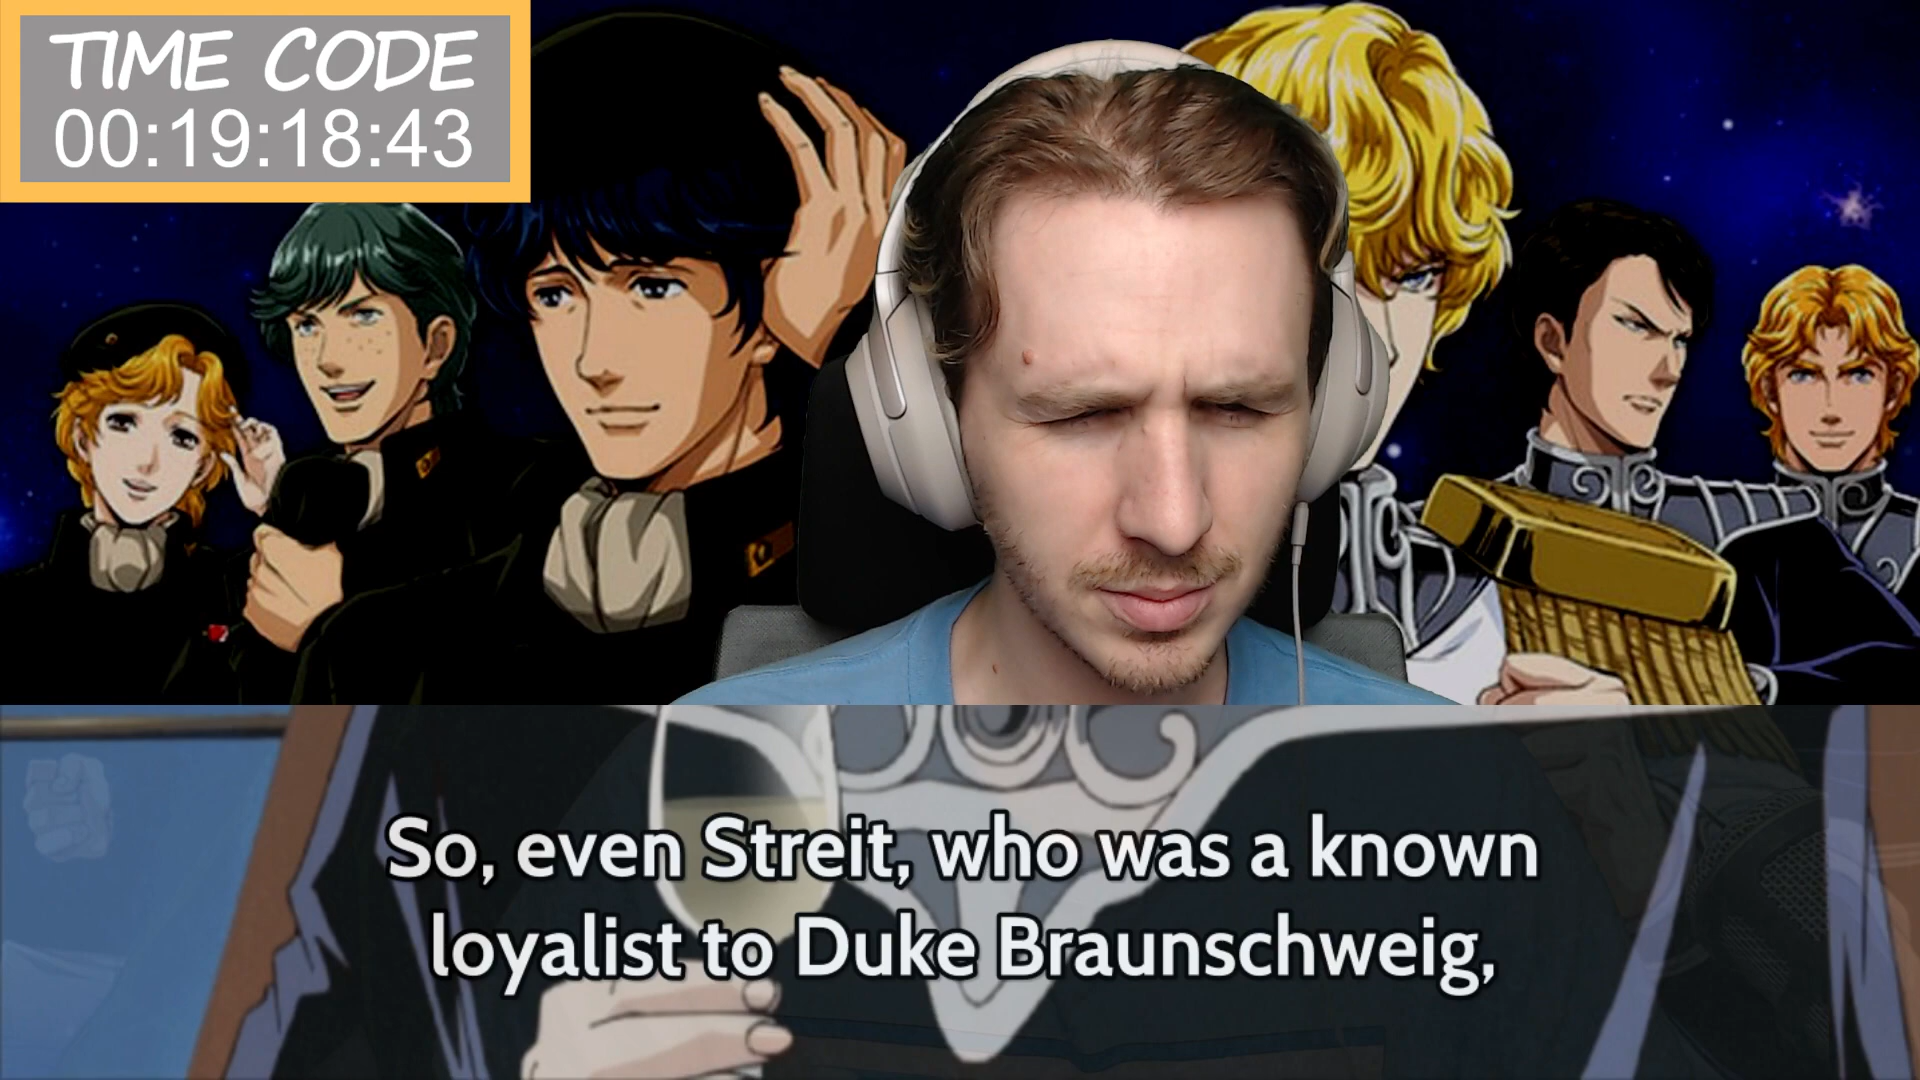 TIME CODE
00:19:18:43
So, even Streit, who was a known
loyalist to Duke Braunschweig,